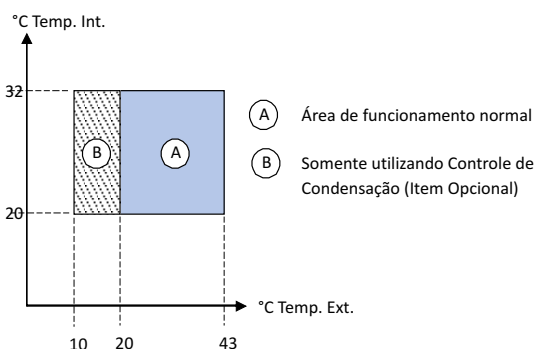 °C Temp. Int.
32
20
B
A
10
20
43
°C Temp. Ext.
A
Área de funcionamento normal
B
Somente utilizando Controle de
Condensação (Item Opcional)